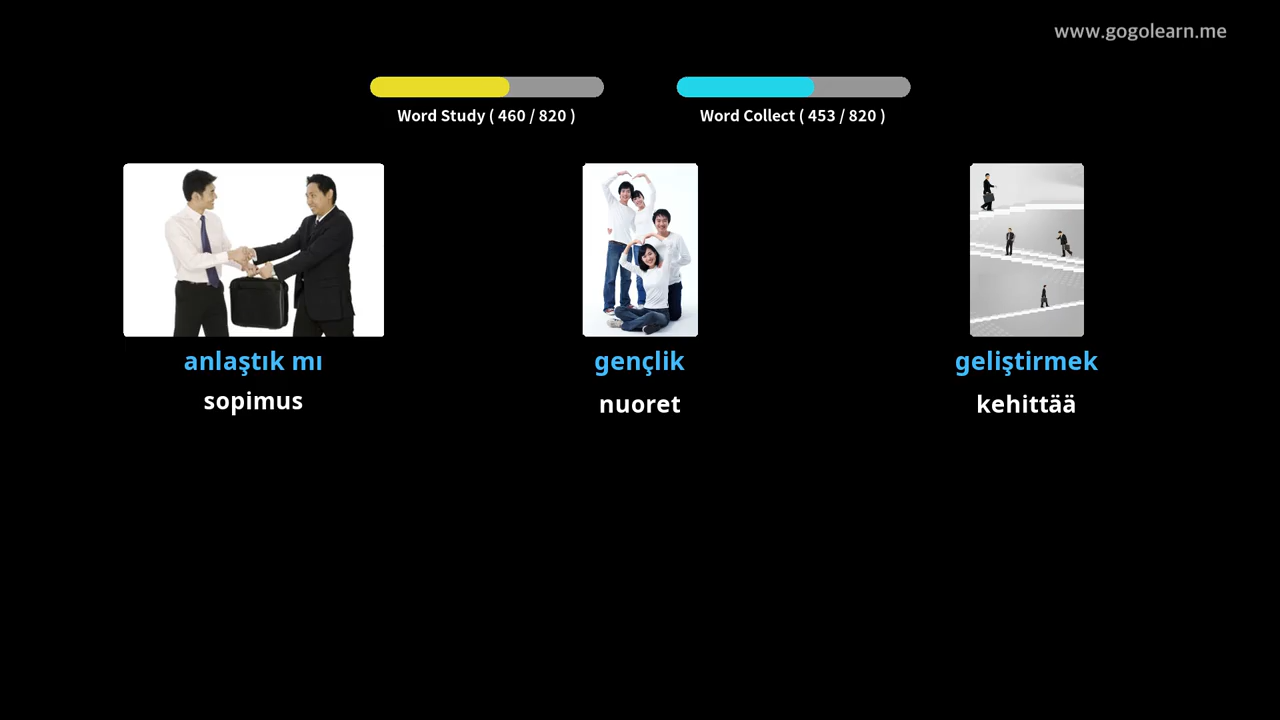 www.gogolearn.me
Word Study ( 460 / 820 )
Word Collect ( 453 / 820 )
anlaştık mı
sopimus
gençlik
nuoret
geliştirmek
kehittää